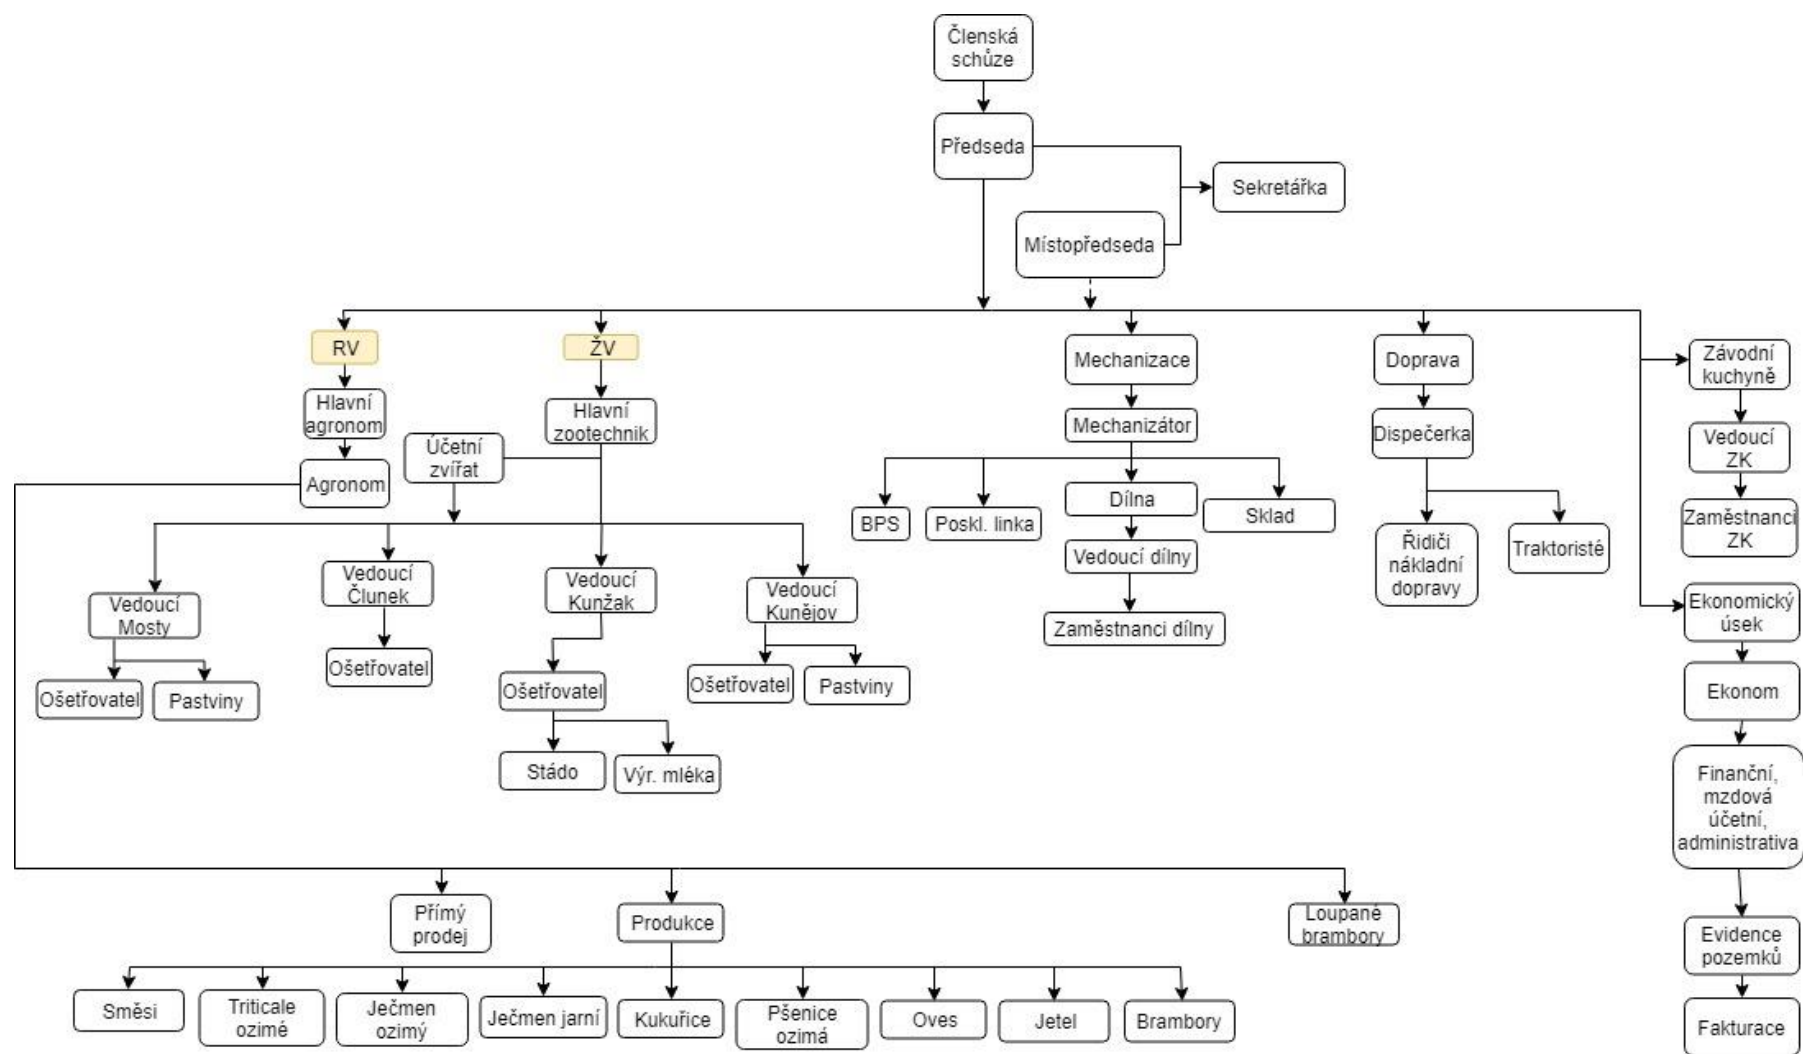 Členská
schůze
Předseda
Sekretářka
Místopředseda
RV
ŽV
Mechanizace
Doprava
Závodní
kuchyně
Hlavní
agronom
Hlavní
zootechnik
Mechanizátor
Dispečerka
Vedoucí
ZK
Účetní
zvířat
Agronom
BPS
Poskl. linka
Dílna
Sklad
Řidiči
nákladní
dopravy
Traktoristé
Zaměstnanci
ZK
Vedoucí
Mosty
Vedoucí
Člunek
Vedoucí
Kunžak
Vedoucí
Kunějov
Vedoucí dílny
Zaměstnanci dílny
Ekonomický
úsek
Ošetřovatel
Pastviny
Ošetřovatel
Ošetřovatel
Ošetřovatel
Pastviny
Ekonom
Stádo
Výr. mléka
Finanční,
mzdová
účetní,
administrativa
Přímý
prodej
Produkce
Loupané
brambory
Evidence
pozemků
Směsi
Triticale
ozimé
Ječmen
ozimý
Ječmen jarní
Kukuřice
Pšenice
ozimá
Oves
Jetel
Brambory
Fakturace